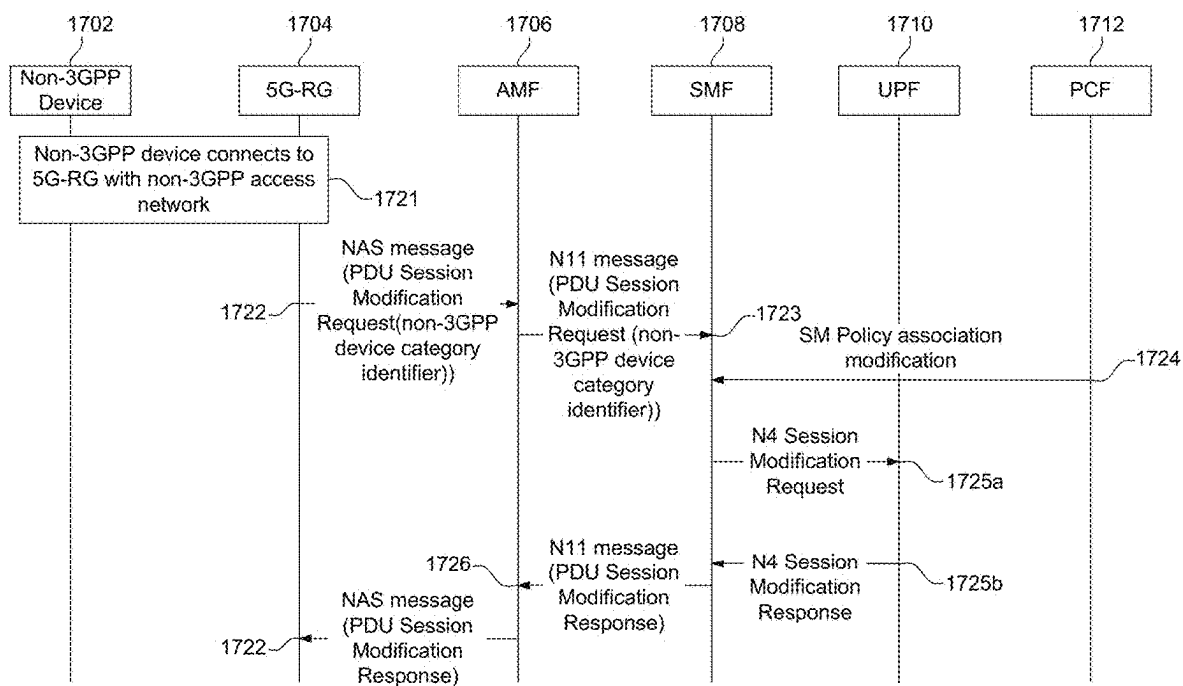 1702
1704
1706
1708
1710
1712
Non-3GPP
Device
5G-RG
AMF
SMF
UPF
PCF
Non-3GPP device connects to
5G-RG with non-3GPP access
network
1721
NAS message
(PDU Session
Modification
Request(non-3GPP
device category
identifier))
1722
N11 message
(PDU Session
Modification
Request (non-
3GPP device
category
identifier))
1723
SM Policy association
modification
1724
N4 Session
Modification
Request
1725a
N4 Session
Modification
Response
1725b
N11 message
(PDU Session
Modification
Response)
1726
NAS message
(PDU Session
Modification
Response)
1722